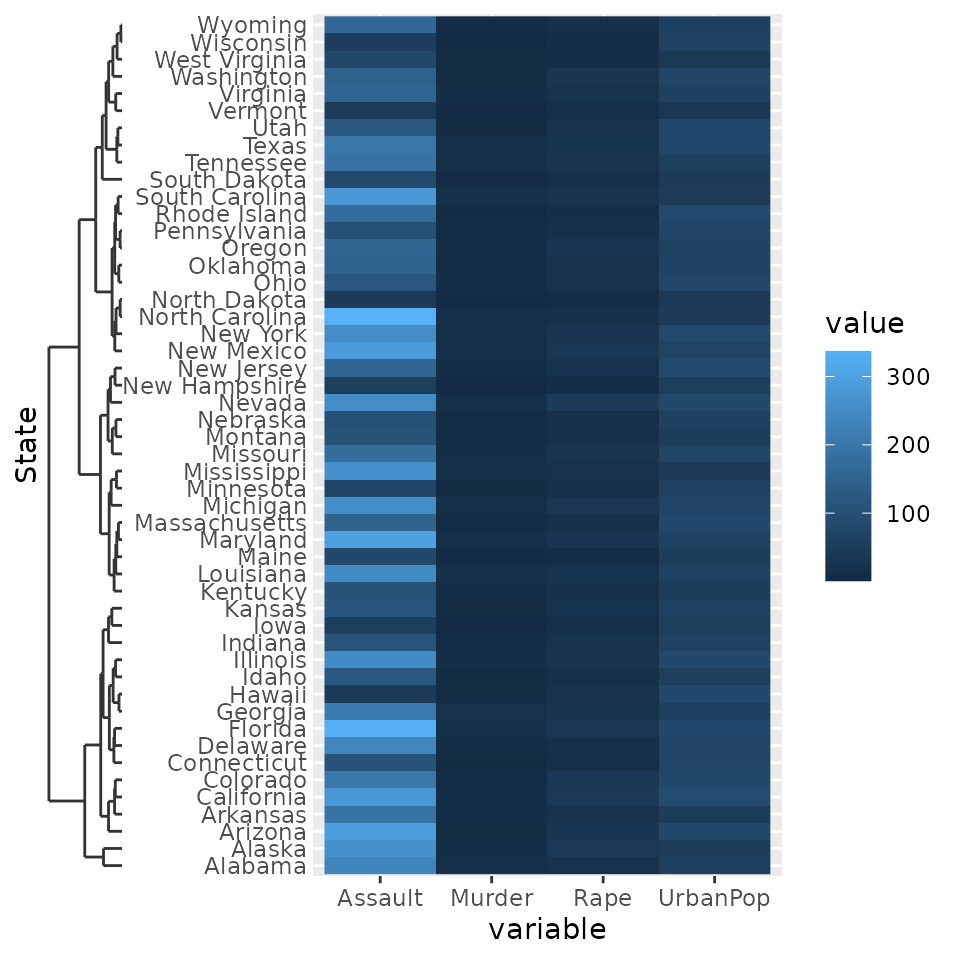 Wyoming
Wisconsin
West Virginia
Washington
Virginia
Vermont
Utah
Texas
Tennessee
South Dakota
South Carolina
Rhode Island
Pennsylvania
Oregon
Oklahoma
Ohio
North Dakota
North Carolina
New York
New Mexico
New Jersey
New Hampshire
Nevada
Nebraska
Montana
Missouri
Mississippi
Minnesota
Michigan
Massachusetts
Maryland
Maine
Louisiana
Kentucky
Kansas
Iowa
Indiana
Illinois
Idaho
Hawaii
Georgia
Florida
Delaware
Connecticut
Colorado
California
Arkansas
Arizona
Alaska
Alabama
State
Assault Murder Rape UrbanPop
variable
value
300
200
100